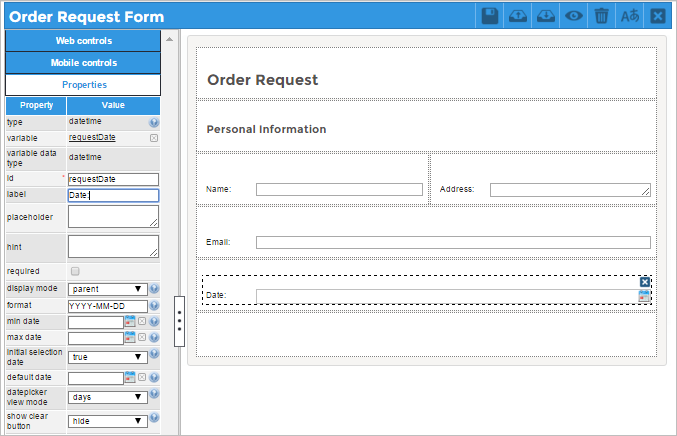 Order Request Form
Aあ
Web controls
Mobile controls
Properties
Property Value
type datetime
variable requestDate
variable data type datetime
id * requestDate
label Date:
placeholder
hint
required
display mode parent
format YYYY-MM-DD
min date
max date
initial selection date true
default date
datepicker view mode days
show clear button hide
Order Request
Personal Information
Name:
Address:
Email:
Date: